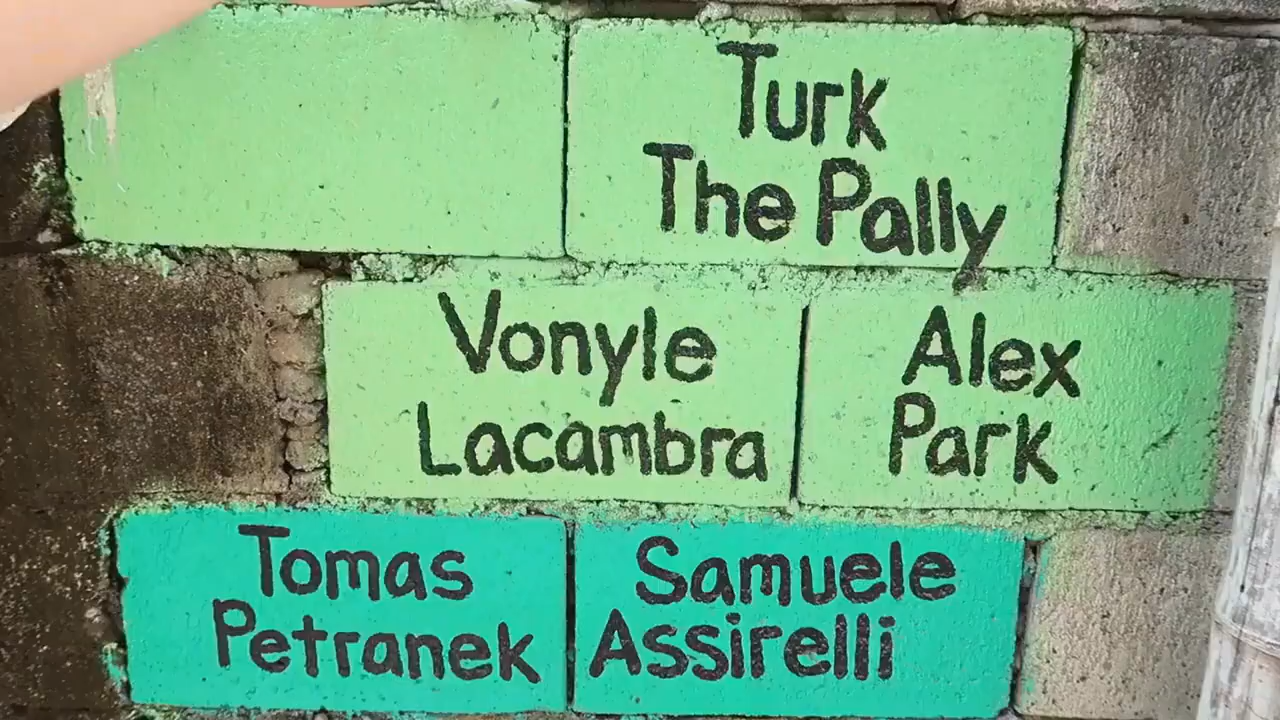 Turk
The Pally
Vonyle
Lacambra
Alex
Park
Tomas
Petranek
Samuele
Assirelli